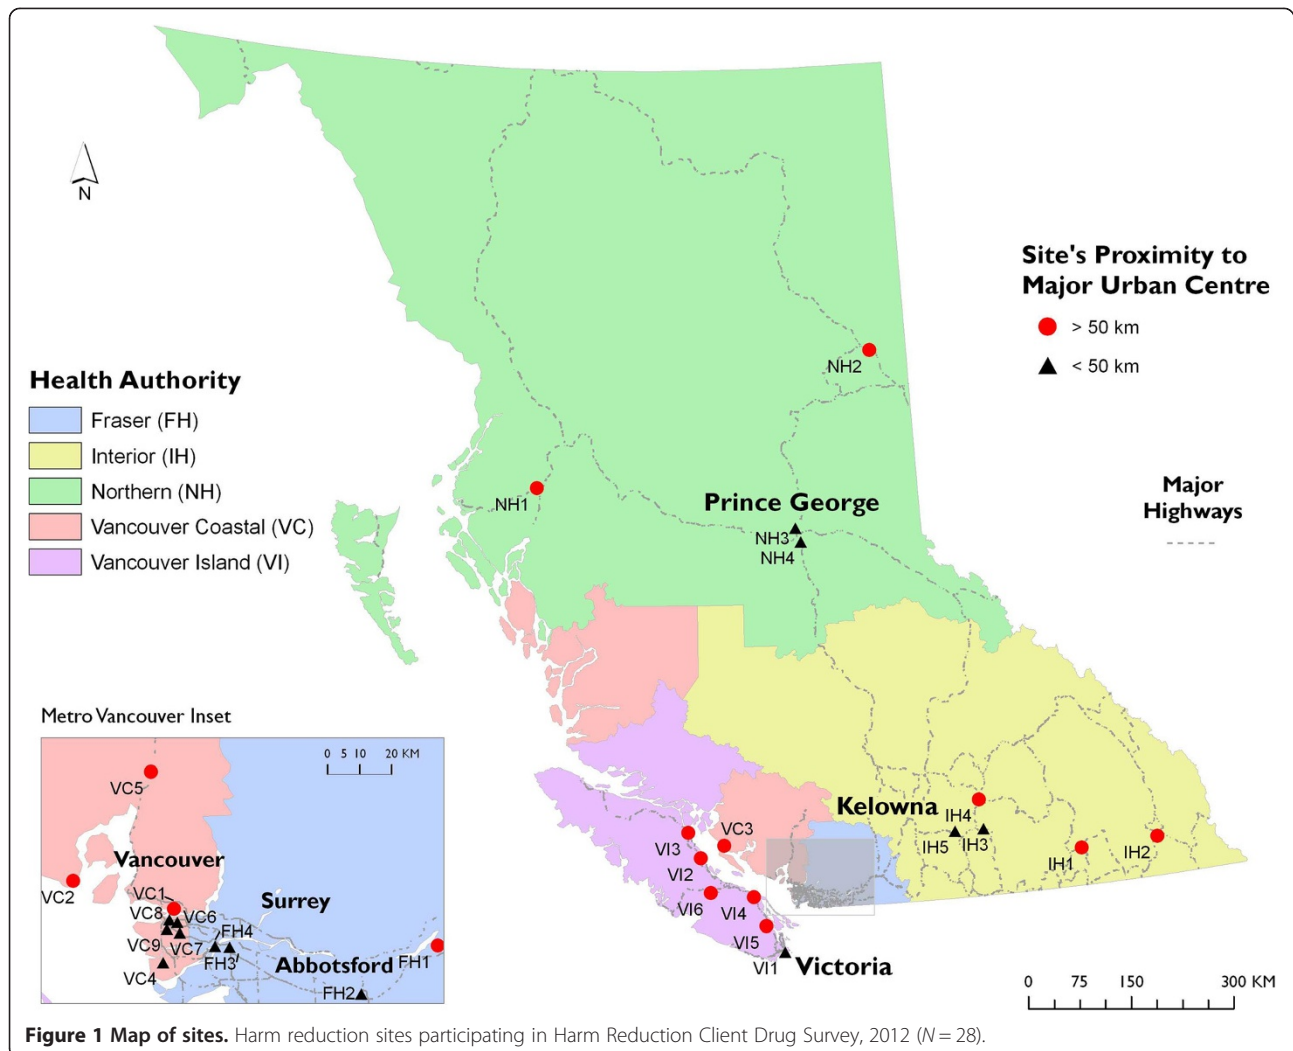 N
Site's Proximity to
Major Urban Centre
> 50 km
< 50 km
Health Authority
Fraser (FH)
Interior (IH)
Northern (NH)
Vancouver Coastal (VC)
Vancouver Island (VI)
Major
Highways
NH2
NH1
Prince George
NH3
NH4
Kelowna
IH4
IH5
IH3
IH1
IH2
VC3
VI3
VI2
VI6
VI4
VI5
VI1
Victoria
0 75 150 300 KM
Metro Vancouver Inset
0 5 10 20 KM
VC5
Vancouver
VC2
VC1
VC8
VC6
Surrey
VC9
VC7
FH4
FH3
VC4
Abbotsford
FH1
FH2
Figure 1 Map of sites. Harm reduction sites participating in Harm Reduction Client Drug Survey, 2012 (N = 28).